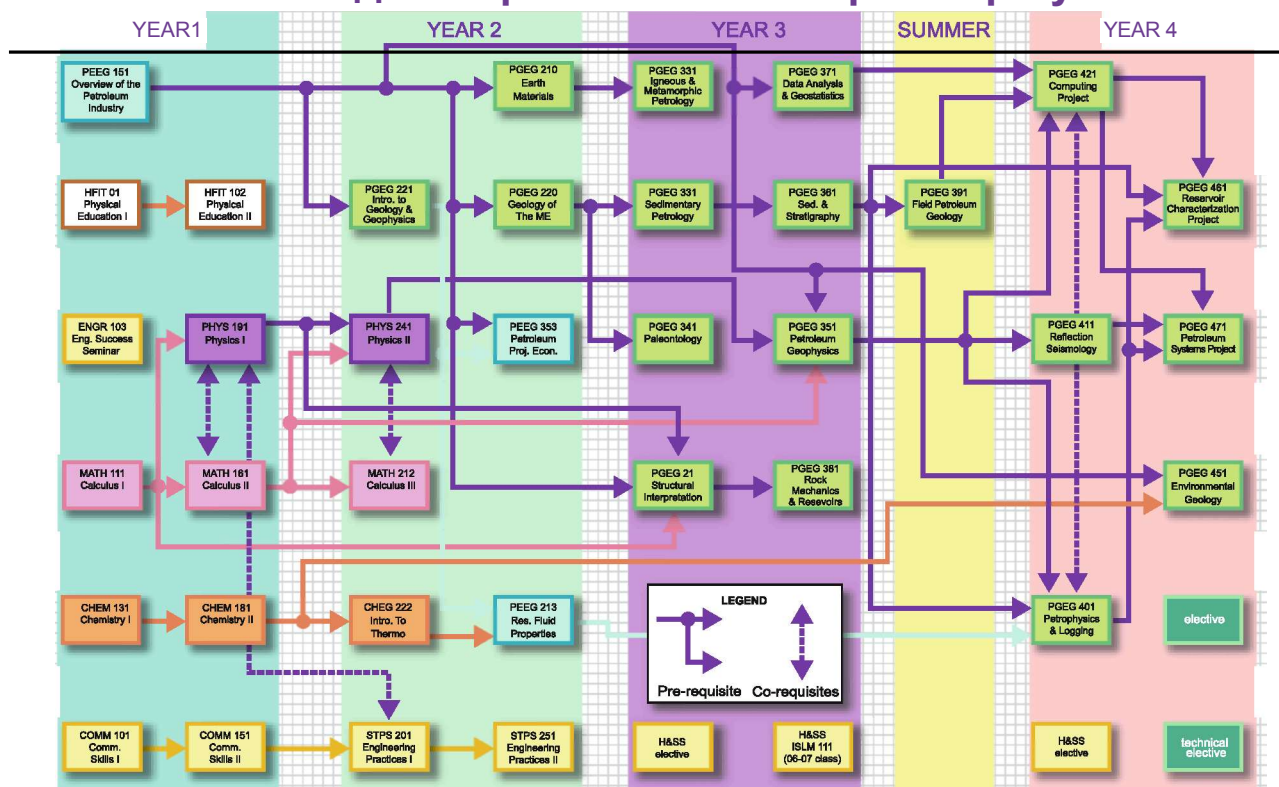 YEAR1
YEAR 2
YEAR 3
SUMMER
YEAR 4
PEEG 151
Overview of the
Petroleum
Industry
PGEG 210
Earth
Materials
PGEG 331
Igneous &
Metamorphic
Petrology
PGEG 371
Data Analysis
& Geostatistics
PGEG 421
Computing
Project
HFIT 01
Physical
Education I
HFIT 102
Physical
Education II
PGEG 221
Intro. to
Geology &
Geophysics
PGEG 220
Geology of
The ME
PGEG 331
Sedimentary
Petrology
PGEG 361
Sed. &
Stratigraphy
PGEG 391
Field Petroleum
Geology
PGEG 461
Reservoir
Characterization
Project
ENGR 103
Eng. Success
Seminar
PHYS 191
Physics I
PHYS 241
Physics II
PEEG 353
Petroleum
Proj. Econ.
PGEG 341
Paleontology
PGEG 351
Petroleum
Geophysics
PGEG 411
Reflection
Seismology
PGEG 471
Petroleum
Systems Project
MATH 111
Calculus I
MATH 161
Calculus II
MATH 212
Calculus III
PGEG 21
Structural
Interpretation
PGEG 381
Rock
Mechanics
& Resevoirs
PGEG 451
Environmental
Geology
CHEM 131
Chemistry I
CHEM 181
Chemistry II
CHEG 222
Intro. To
Thermo
PEEG 213
Res. Fluid
Properties
LEGEND
Pre-requisite
Co-requisites
PGEG 401
Petrophysics
& Logging
elective
COMM 101
Comm.
Skills I
COMM 151
Comm.
Skills II
STPS 201
Engineering
Practices I
STPS 251
Engineering
Practices II
H&SS
elective
H&SS
ISLM 111
(06-07 class)
H&SS
elective
technical
elective